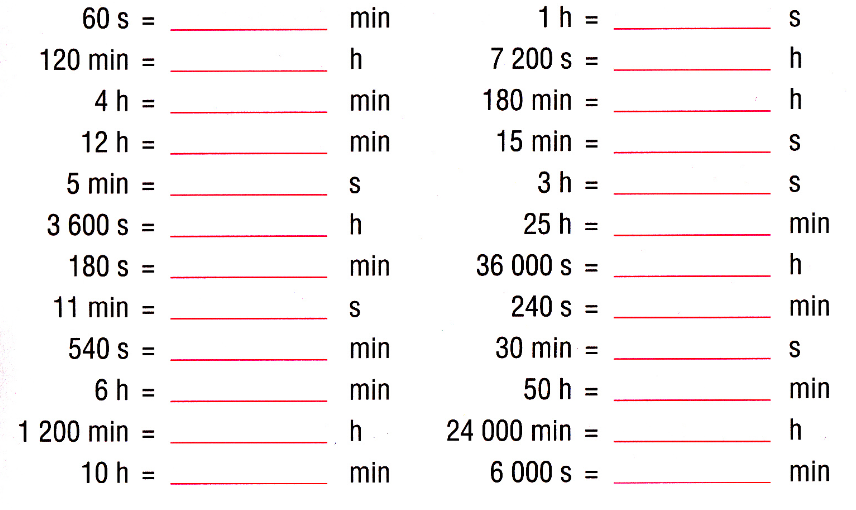 60 s = ________ min
120 min = ________ h
4 h = ________ min
12 h = ________ min
5 min = ________ s
3 600 s = ________ h
180 s = ________ min
11 min = ________ s
540 s = ________ min
6 h = ________ min
1 200 min = ________ h
10 h = ________ min
1 h = ________ s
7 200 s = ________ h
180 min = ________ h
15 min = ________ s
3 h = ________ s
25 h = ________ min
36 000 s = ________ h
240 s = ________ min
30 min = ________ s
50 h = ________ min
24 000 min = ________ h
6 000 s = ________ min